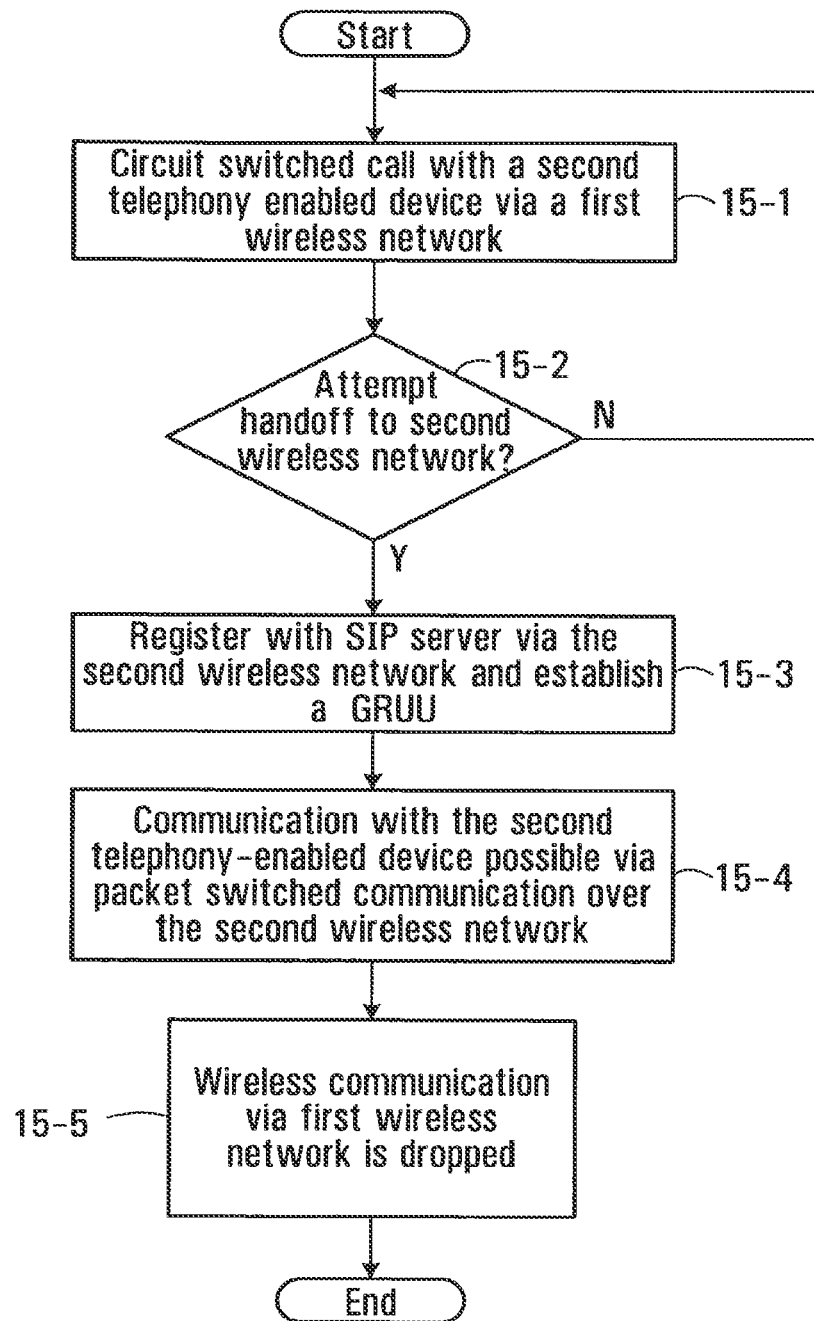 Start
Circuit switched call with a second
telephony enabled device via a first
wireless network
15-1
15-2
Attempt
handoff to second
wireless network?
N
Y
Register with SIP server via the
second wireless network and establish
a GRUU
15-3
Communication with the second
telephony-enabled device possible via
packet switched communication over
the second wireless network
15-4
Wireless communication
via first wireless
network is dropped
15-5
End